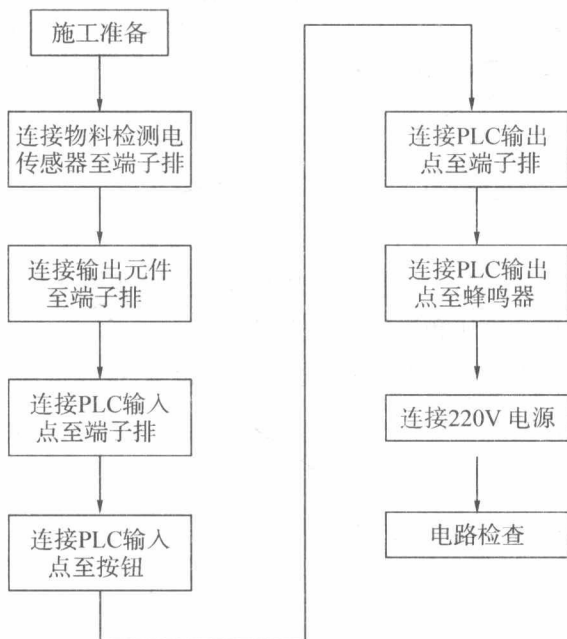 施工准备
连接物料检测电
传感器至端子排
连接输出元件
至端子排
连接PLC输入
点至端子排
连接PLC输入
点至按钮
连接PLC输出
点至端子排
连接PLC输出
点至蜂鸣器
连接220V 电源
电路检查